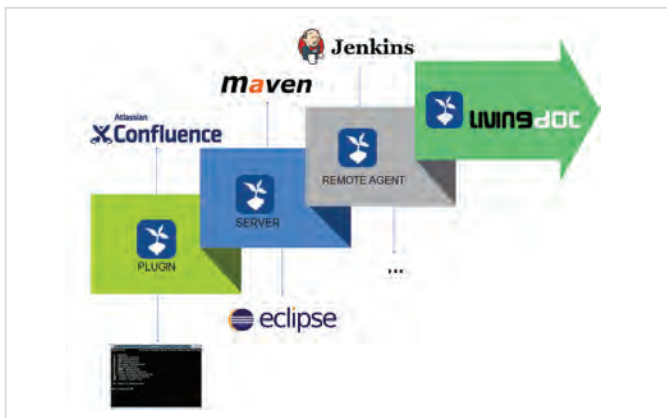 Jenkins
maven
LIVINGDOC
Atlassian
Confluence
REMOTE AGENT
SERVER
PLUGIN
...
eclipse